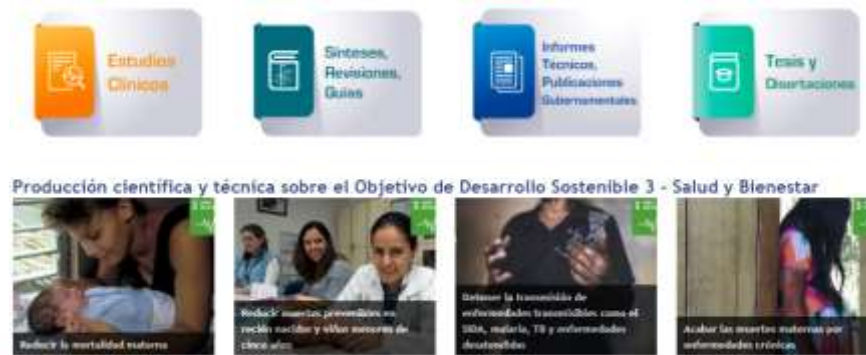 Estudios
Clínicos
Síntesis,
Revisiones,
Guías
Informes
Técnicos,
Publicaciones
Gubernamentales
Tesis y
Disertaciones
Producción científica y técnica sobre el Objetivo de Desarrollo Sostenible 3 - Salud y Bienestar
Reducir la mortalidad materna
Reducir muertes prevenibles en
recién nacidos y niños menores de
cinco años
Detener la transmisión de
enfermedades transmisibles como el
SIDA, malaria, TB y enfermedades
desatendidas
Acabar las muertes maternas por
enfermedades crónicas